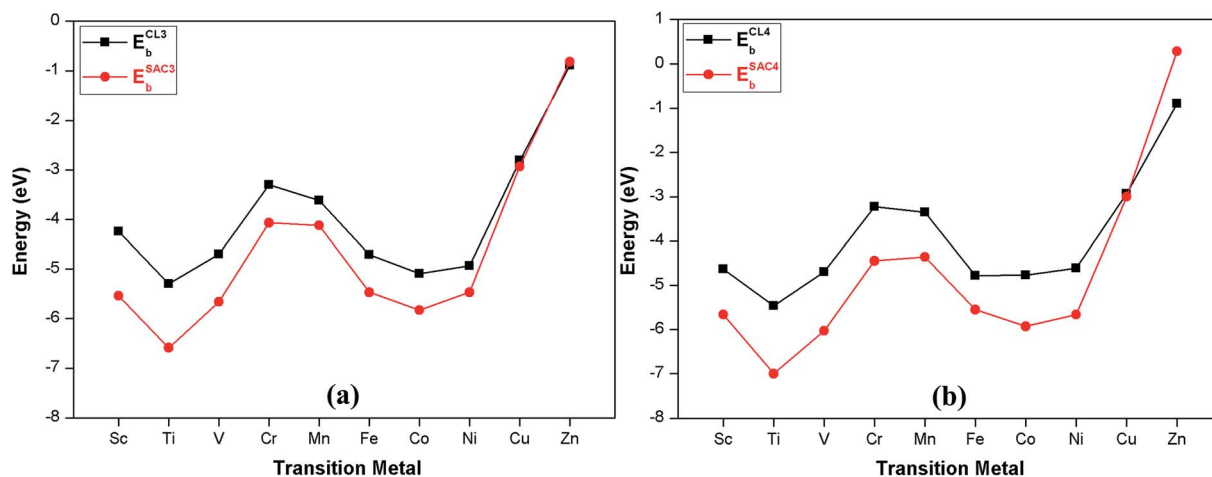 E_b^CL3
E_b^SAC3
0
-1
-2
-3
-4
-5
-6
-7
-8
Energy (eV)
(a)
Sc Ti V Cr Mn Fe Co Ni Cu Zn
Transition Metal
E_b^CL4
E_b^SAC4
1
0
-1
-2
-3
-4
-5
-6
-7
-8
Energy (eV)
(b)
Sc Ti V Cr Mn Fe Co Ni Cu Zn
Transition Metal